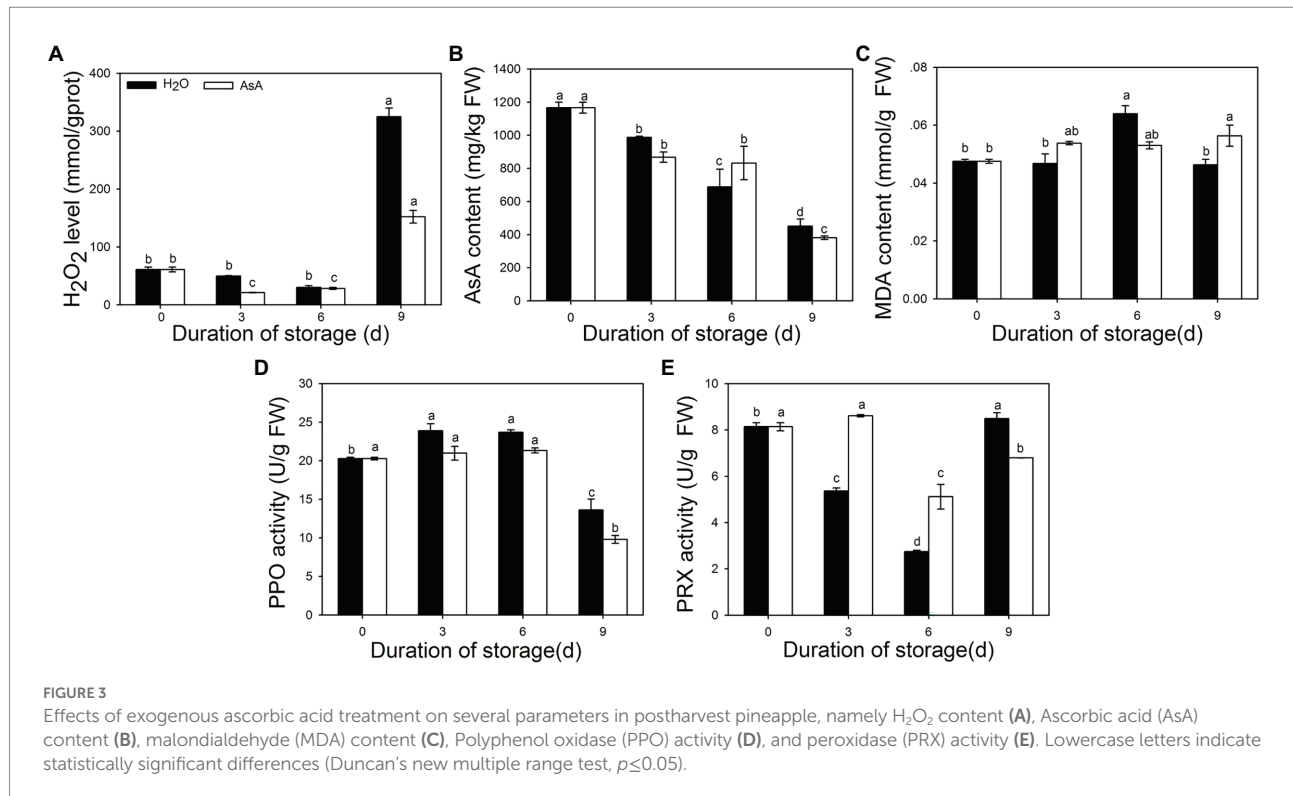 A
H₂O AsA
400
300
200
100
0
H₂O₂ level (mmol/gprot)
b b b c b c a a
0 3 6 9
Duration of storage (d)
B
1400
1200
1000
800
600
400
200
0
AsA content (mg/kg FW)
a a b b c b d c
0 3 6 9
Duration of storage (d)
C
.08
.06
.04
.02
0.00
MDA content (mmol/g FW)
b b b ab a ab b a
0 3 6 9
Duration of storage(d)
D
30
25
20
15
10
5
0
PPO activity (U/g FW)
b a a a a a c b
0 3 6 9
Duration of storage(d)
E
10
8
6
4
2
0
PRX activity (U/g FW)
b a c a d c a b
0 3 6 9
Duration of storage(d)
FIGURE 3
Effects of exogenous ascorbic acid treatment on several parameters in postharvest pineapple, namely H₂O₂ content (A), Ascorbic acid (AsA)
content (B), malondialdehyde (MDA) content (C), Polyphenol oxidase (PPO) activity (D), and peroxidase (PRX) activity (E). Lowercase letters indicate
statistically significant differences (Duncan's new multiple range test, p≤0.05).